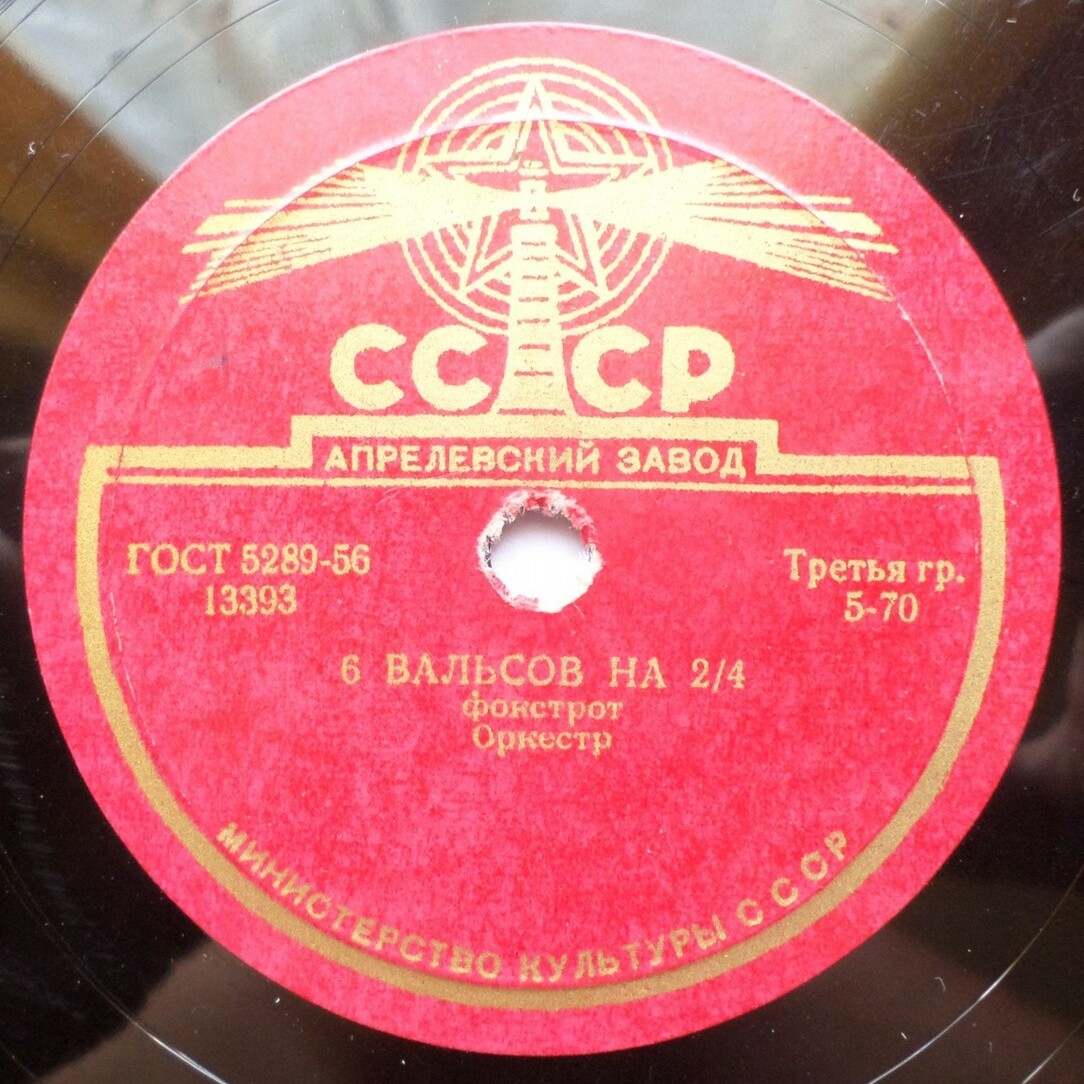 СССР
АПРЕЛЕВСКИЙ ЗАВОД
ГОСТ 5289-56
13393
Третья гр.
5-70
6 ВАЛЬСОВ НА 2/4
фокстрот
Оркестр
МИНИСТЕРСТВО КУЛЬТУРЫ СССР